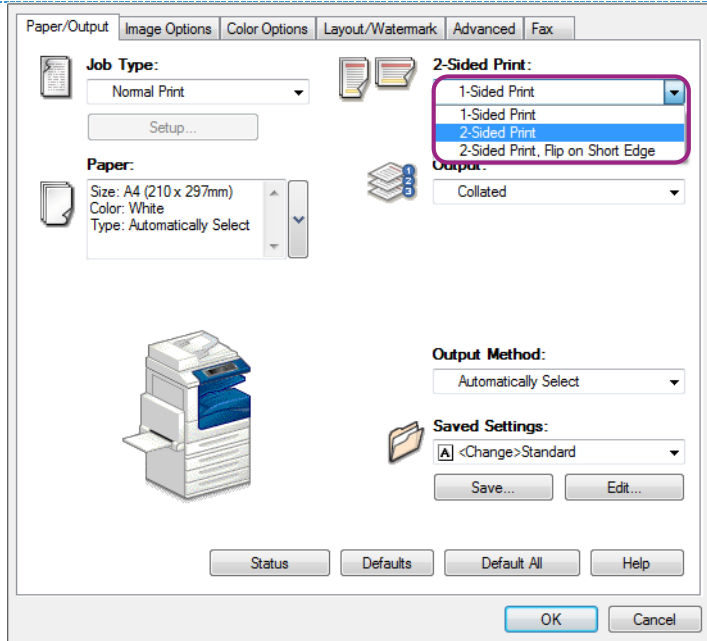 Paper/Output Image Options Color Options Layout/Watermark Advanced Fax
Job Type:
Normal Print
Setup...
2-Sided Print:
1-Sided Print
1-Sided Print
2-Sided Print
2-Sided Print, Flip on Short Edge
Paper:
Size: A4 (210 x 297mm)
Color: White
Type: Automatically Select
1
2
3
Output:
Collated
Output Method:
Automatically Select
Saved Settings:
A <Change>Standard
Save... Edit...
Status Defaults Default All Help
OK Cancel